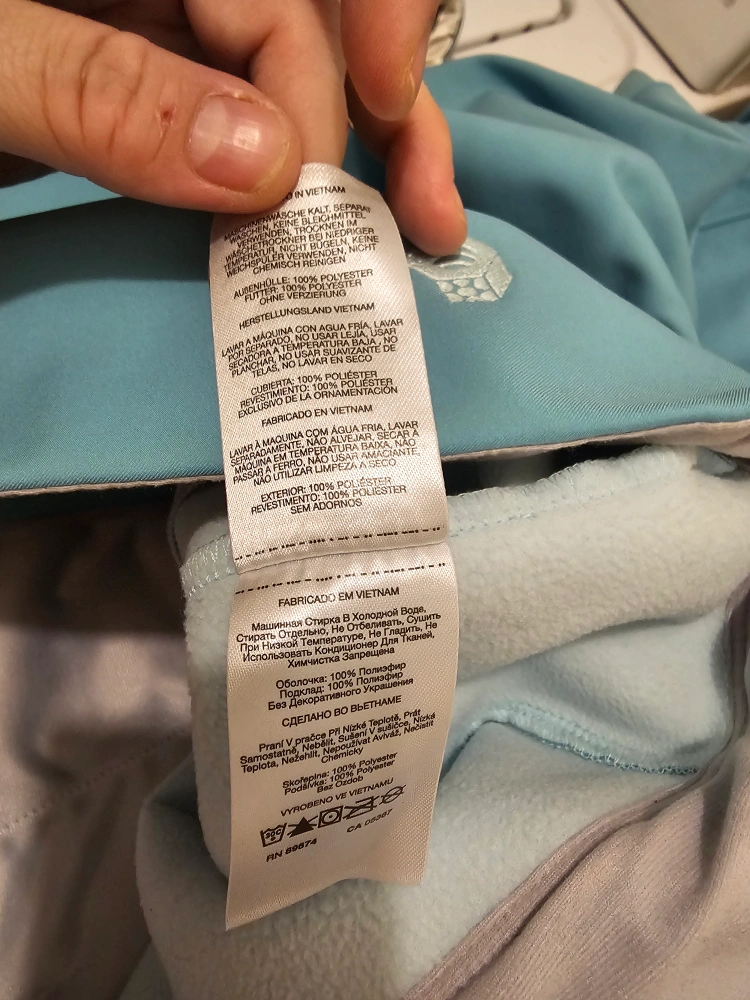 IN VIETNAM
KALT, SEPARAT
WASCHEN, KEINE BLEICHMITTEL
VERWENDEN, TROCKNEN IM
WÄSCHETROCKNER BEI NIEDRIGER
TEMPERATUR, NICHT BÜGELN, KEINE
WEICHSPÜLER VERWENDEN, NICHT
CHEMISCH REINIGEN
AUßENHÜLLE: 100% POLYESTER
FUTTER: 100% POLYESTER
OHNE VERZIERUNG
HERSTELLUNGSLAND VIETNAM
LAVAR A MÁQUINA CON AGUA FRÍA, LAVAR
POR SEPARADO, NO USAR LEJÍA, USAR
SECADORA A TEMPERATURA BAJA , NO
PLANCHAR, NO USAR SUAVIZANTE DE
TELAS, NO LAVAR EN SECO
CUBIERTA: 100% POLIÉSTER
REVESTIMIENTO: 100% POLIÉSTER
EXCLUSIVO DE LA ORNAMENTACIÓN
FABRICADO EN VIETNAM
LAVAR À MAQUINA COM ÁGUA FRIA, LAVAR
SEPARADAMENTE, NÃO ALVEJAR, SECAR À
MÁQUINA EM TEMPERATURA BAIXA, NÃO
PASSAR A FERRO, NÃO USAR AMACIANTE,
NÃO UTILIZAR LIMPEZA A SECO
EXTERIOR: 100% POLIÉSTER
REVESTIMENTO: 100% POLIÉSTER
SEM ADORNOS
FABRICADO EM VIETNAM
Машинная Стирка В Холодной Воде,
Стирать Отдельно, Не Отбеливать, Сушить
При Низкой Температуре, Не Гладить, Не
Использовать Кондиционер Для Тканей,
Химчистка Запрещена
Оболочка: 100% Полиэфир
Подклад: 100% Полиэфир
Без Декоративного Украшения
СДЕЛАНО ВО ВЬЕТНАМЕ
Praní V pračce Při Nízké Teplotě, Prát
Samostatně, Nebělit, Sušení V sušičce, Nízká
Teplota, Nežehlit, Nepoužívat Aviváž, Nečistit
Chemicky
Skořepina: 100% Polyester
Podšívka: 100% Polyester
Bez Ozdob
VYROBENO VE VIETNAMU
30°C
RN 89674 CA 05367